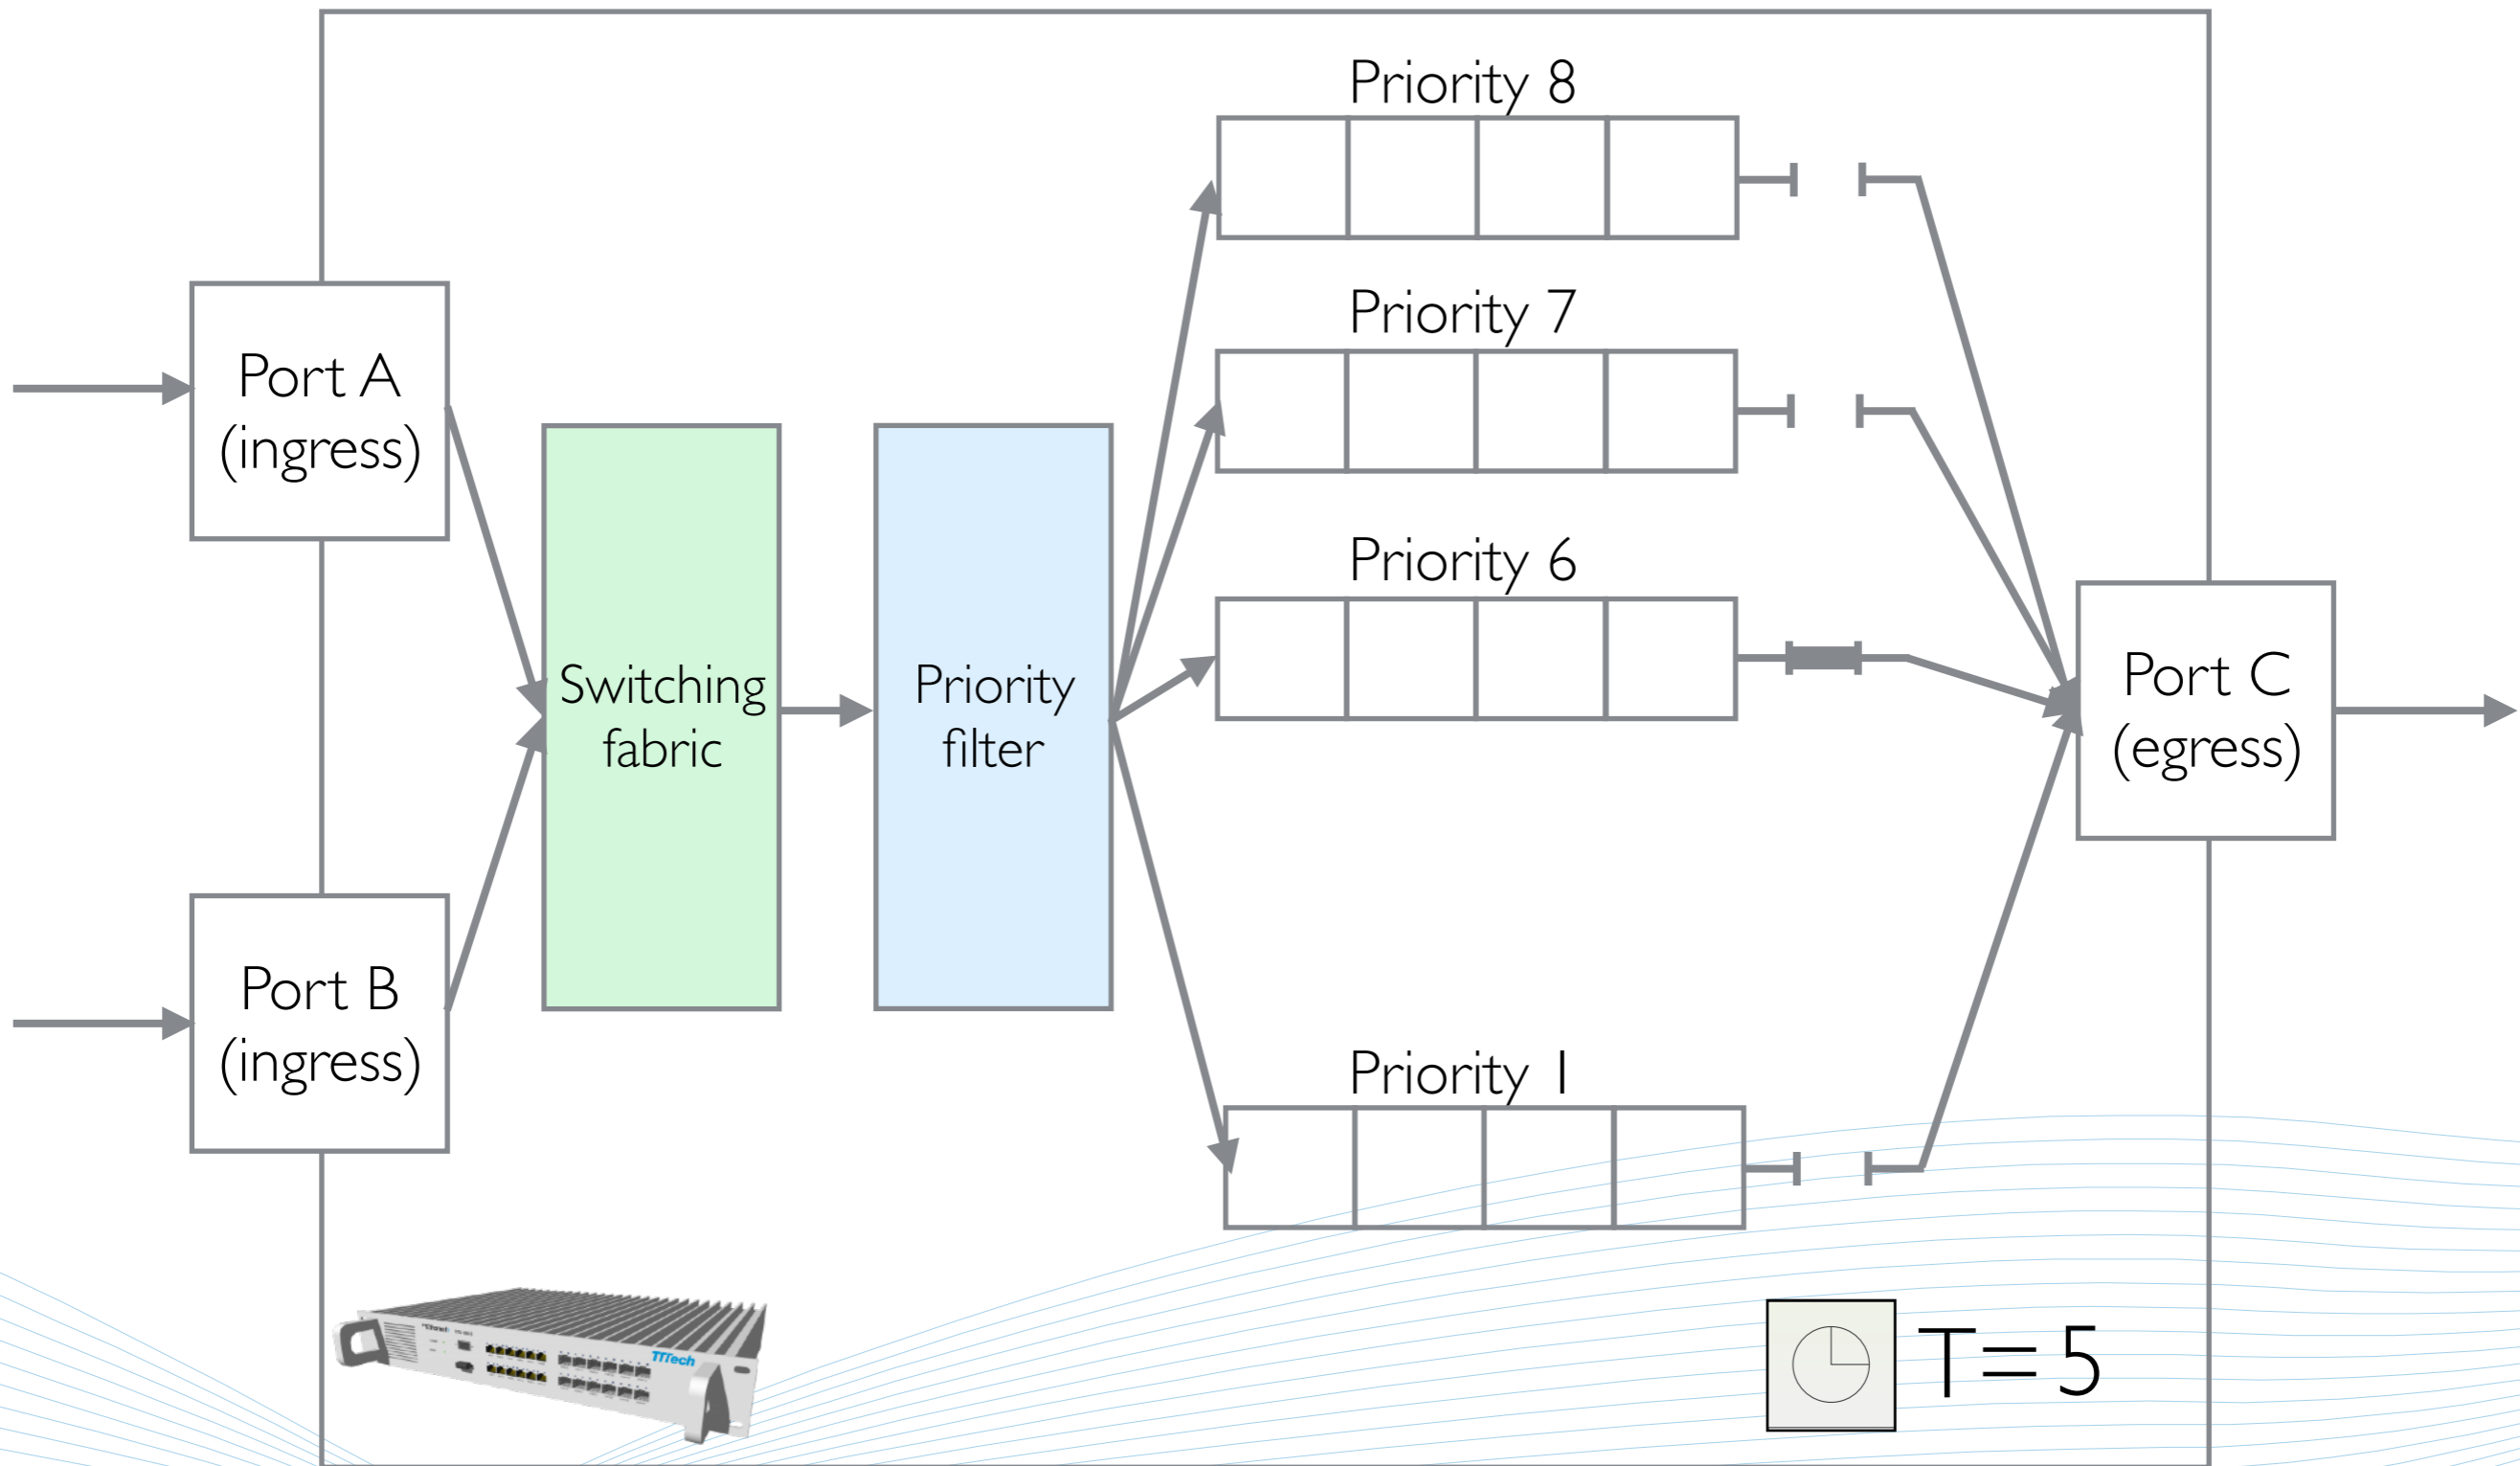 Priority 8
Priority 7
Port A
(ingress)
Priority 6
Switching
fabric
Priority
filter
Port C
(egress)
Port B
(ingress)
Priority 1
TTTech
T= 5